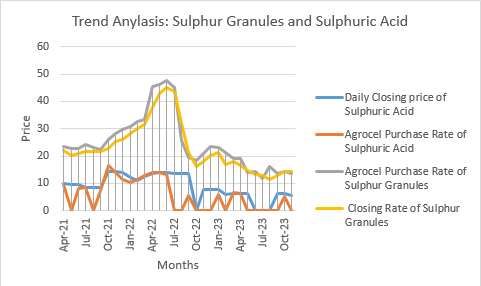 Trend Anylasis: Sulphur Granules and Sulphuric Acid
60
50
40
30
20
10
0
Price
Apr-21
Jul-21
Oct-21
Jan-22
Apr-22
Jul-22
Oct-22
Jan-23
Apr-23
Jul-23
Oct-23
Months
Daily Closing price of
Sulphuric Acid
Agrocel Purchase Rate of
Sulphuric Acid
Agrocel Purchase Rate of
Sulphur Granules
Closing Rate of Sulphur
Granules